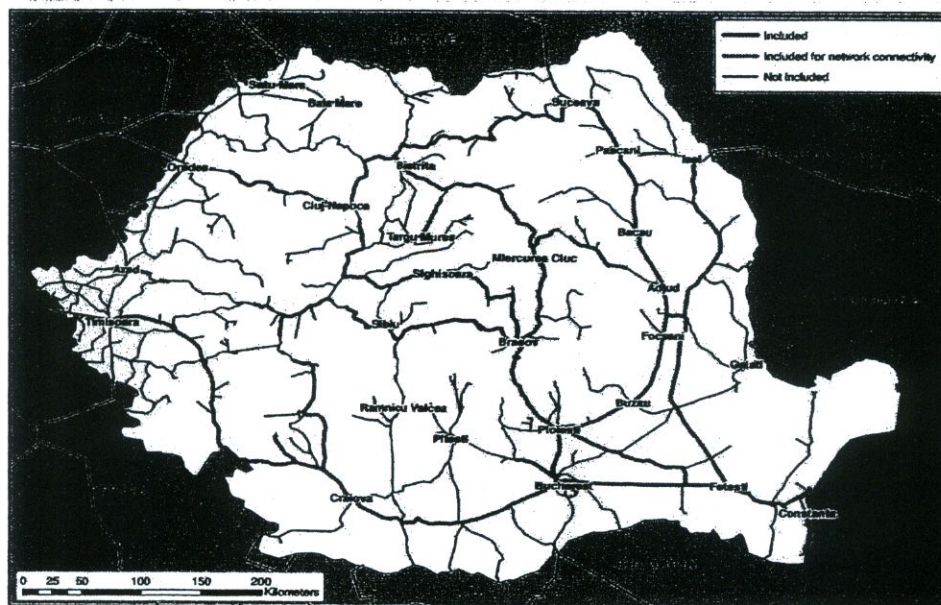 Included
Included for network connectivity
Not Included
Satu-Mare
Baia-Mare
Suceava
Pascani
Iasi
Oradea
Bistrita
Cluj-Napoca
Bacau
Targu-Mures
Miercurea Ciuc
Sighisoara
Adjud
Timisoara
Sibiu
Brasov
Focsani
Galati
Ramnicu Valcea
Buzau
Pitesti
Ploiesti
Bucharest
Fetesti
Craiova
Constanta
0 25 50 100 150 200
Kilometers